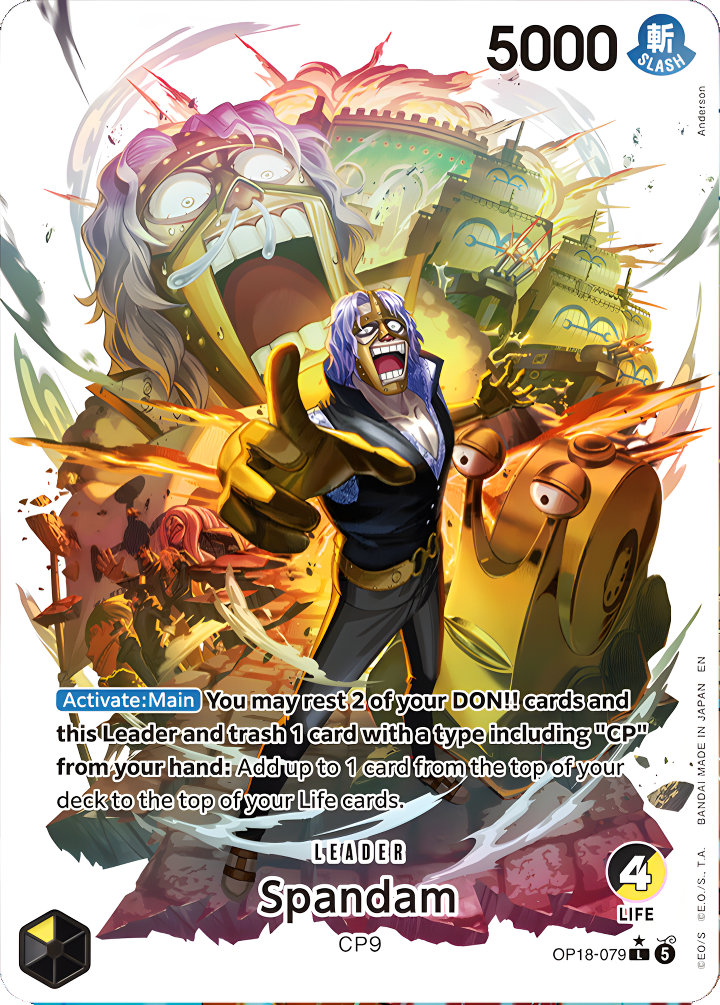 5000 斬
SLASH
Anderson
Activate:Main You may rest 2 of your DON!! cards and
this Leader and trash 1 card with a type including "CP"
from your hand: Add up to 1 card from the top of your
deck to the top of your Life cards.
LEADER
Spandam
CP9
4
LIFE
OP18-079 L 5
©EO/S ©E.O./S., T.A. BANDAI MADE IN JAPAN EN